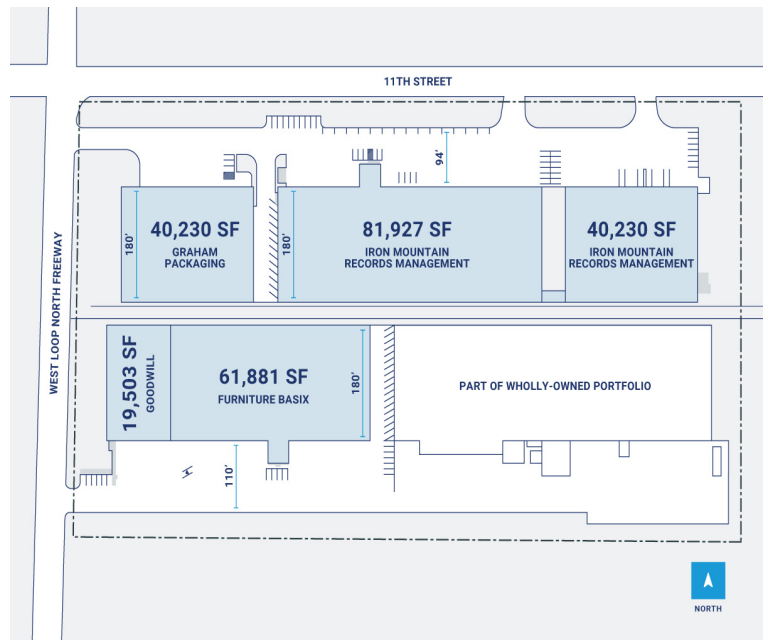 11TH STREET
94'
40,230 SF
GRAHAM
PACKAGING
180'
81,927 SF
IRON MOUNTAIN
RECORDS MANAGEMENT
180'
40,230 SF
IRON MOUNTAIN
RECORDS MANAGEMENT
WEST LOOP NORTH FREEWAY
19,503 SF
GOODWILL
61,881 SF
FURNITURE BASIX
180'
PART OF WHOLLY-OWNED PORTFOLIO
110'
NORTH